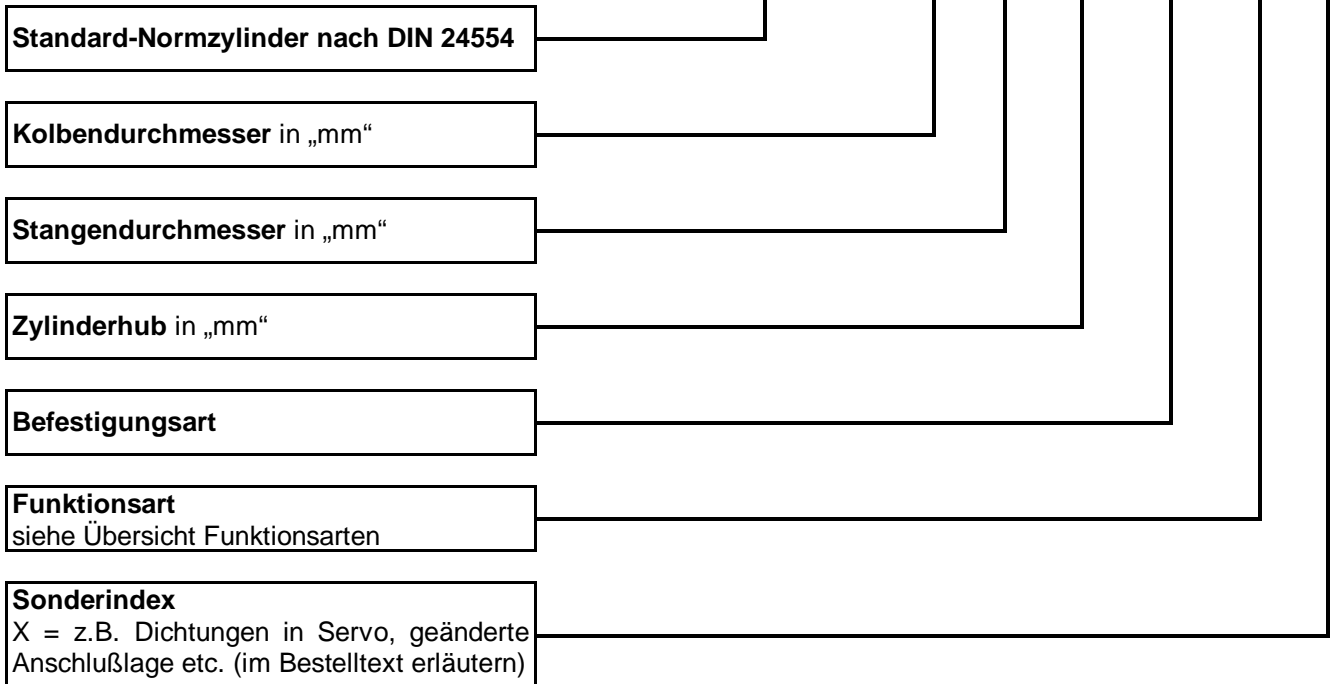 Standard-Normzylinder nach DIN 24554
Kolbendurchmesser in „mm“
Stangendurchmesser in „mm“
Zylinderhub in „mm“
Befestigungsart
Funktionsart
siehe Übersicht Funktionsarten
Sonderindex
X = z.B. Dichtungen in Servo, geänderte
Anschlußlage etc. (im Bestelltext erläutern)